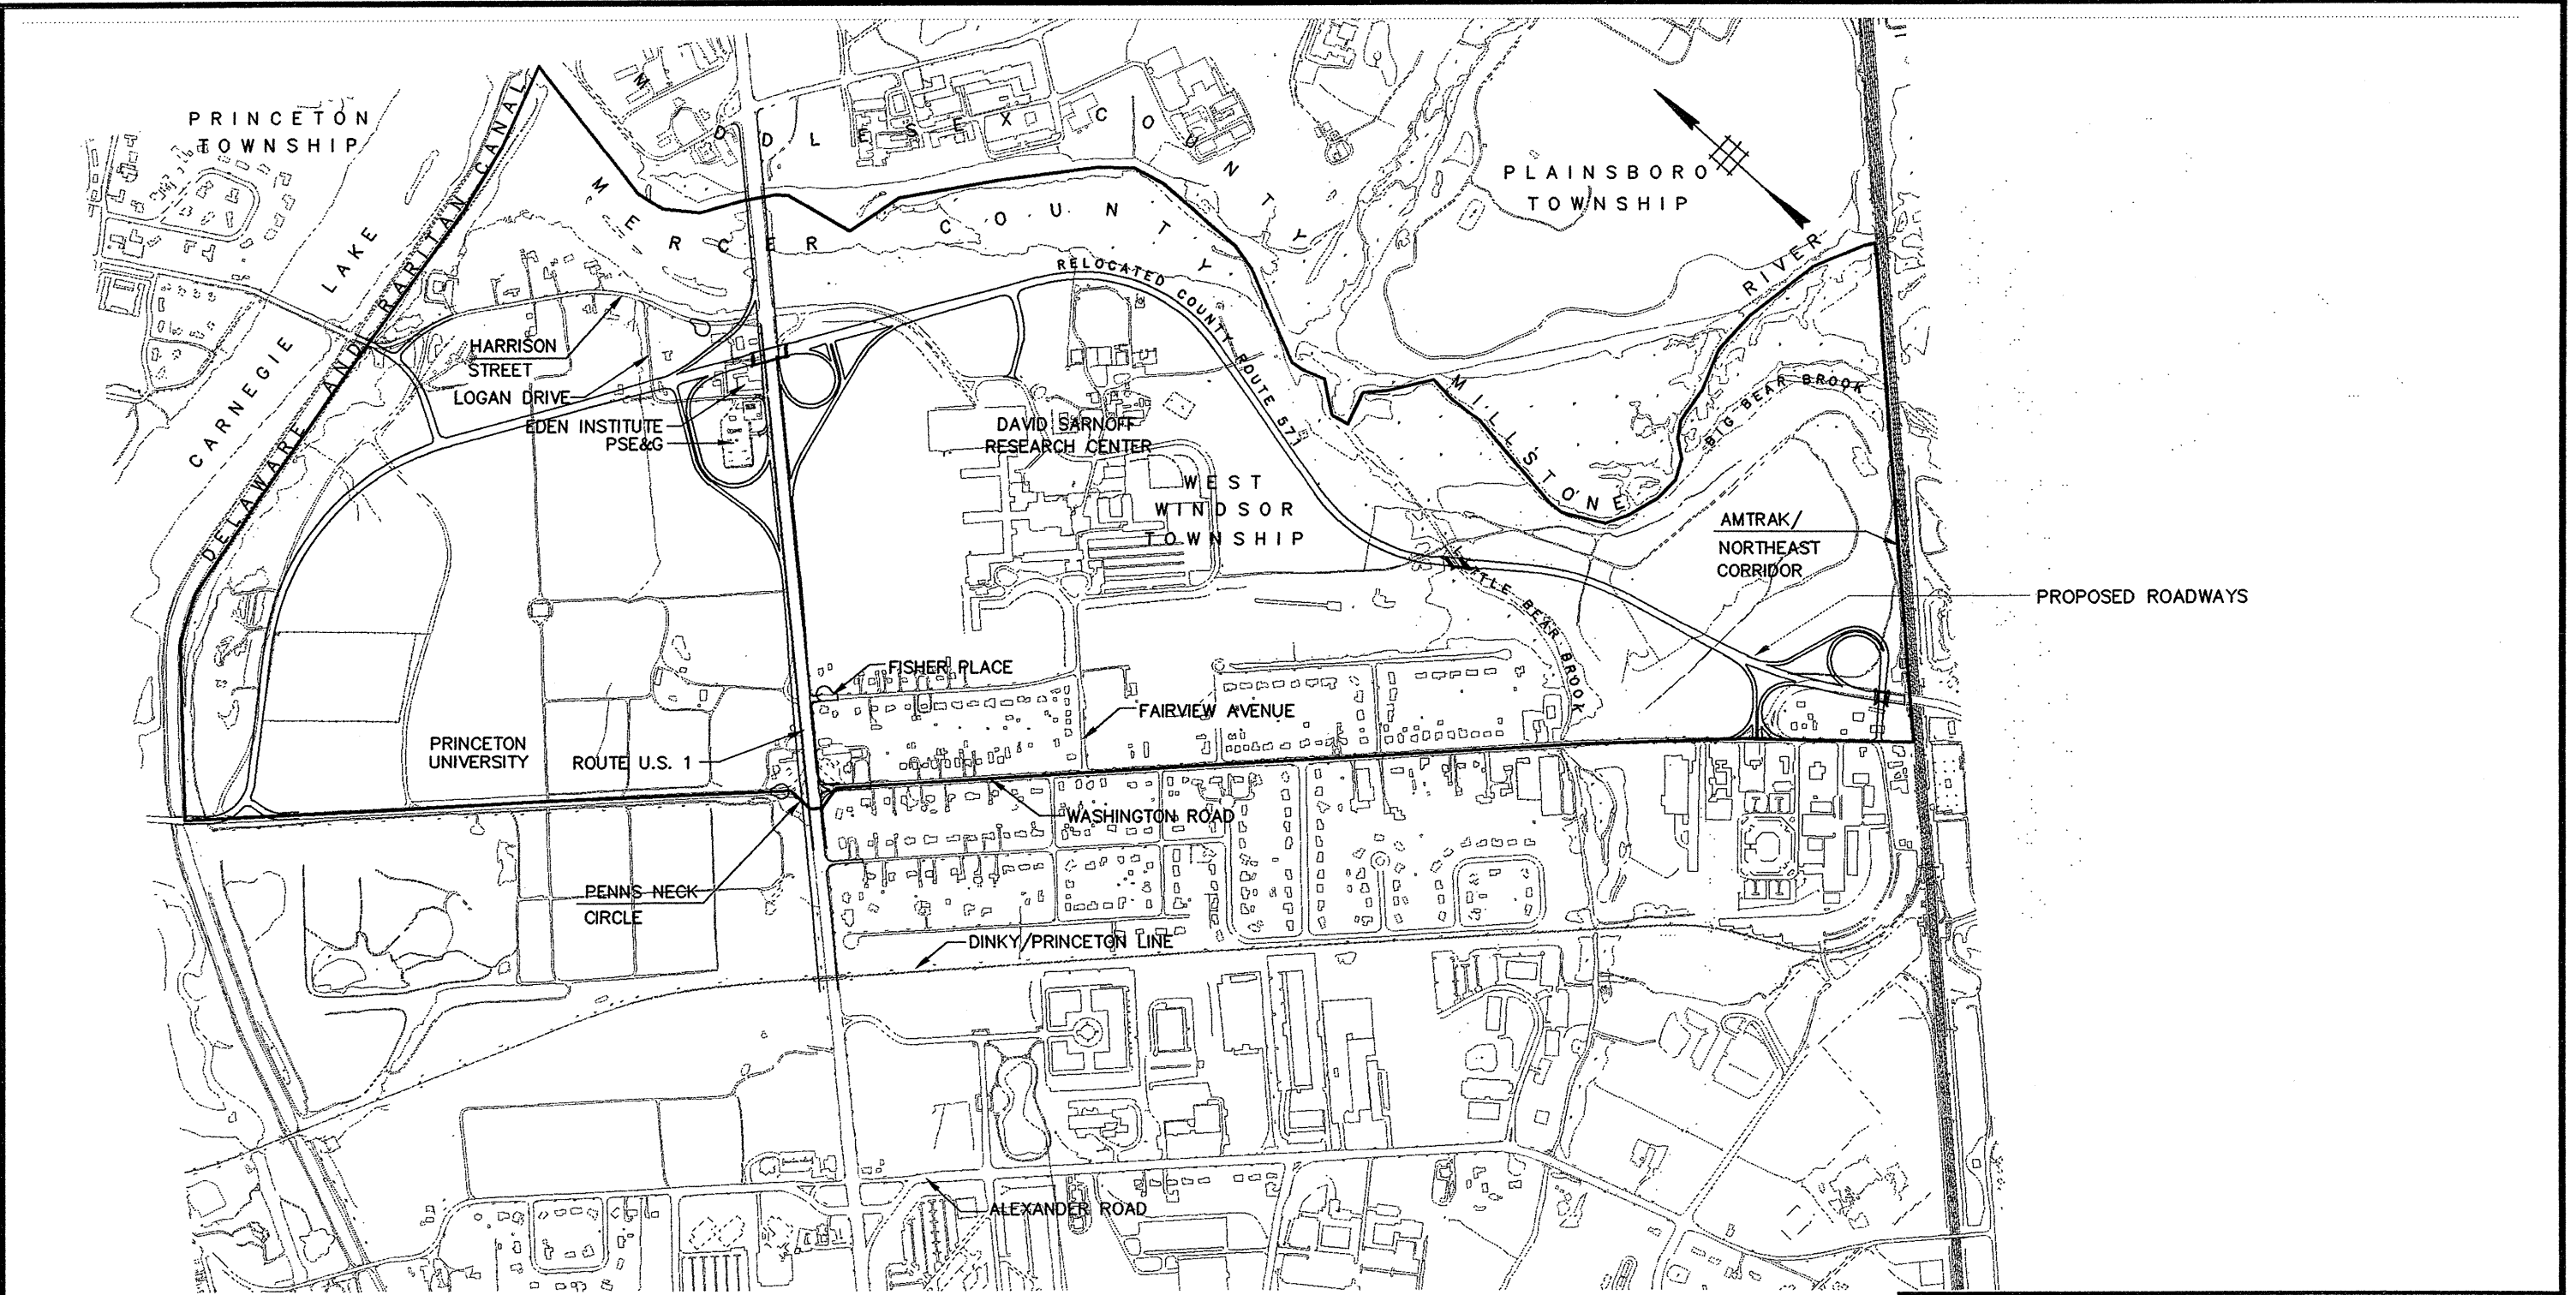 PRINCETON
TOWNSHIP
CARNEGIE LAKE
DELAWARE AND RARITAN CANAL
MIDDLESEX COUNTY
MERCER COUNTY
PLAINSBORO
TOWNSHIP
MILLSTONE RIVER
BIG BEAR BROOK
RELOCATED COUNTY ROUTE 571
HARRISON
STREET
LOGAN DRIVE
EDEN INSTITUTE
PSE&G
DAVID SARNOFF
RESEARCH CENTER
WEST
WINDSOR
TOWNSHIP
AMTRAK/
NORTHEAST
CORRIDOR
PROPOSED ROADWAYS
LITTLE BEAR BROOK
FISHER PLACE
FAIRVIEW AVENUE
PRINCETON
UNIVERSITY
ROUTE U.S. 1
WASHINGTON ROAD
PENNS NECK
CIRCLE
DINKY/PRINCETON LINE
ALEXANDER ROAD